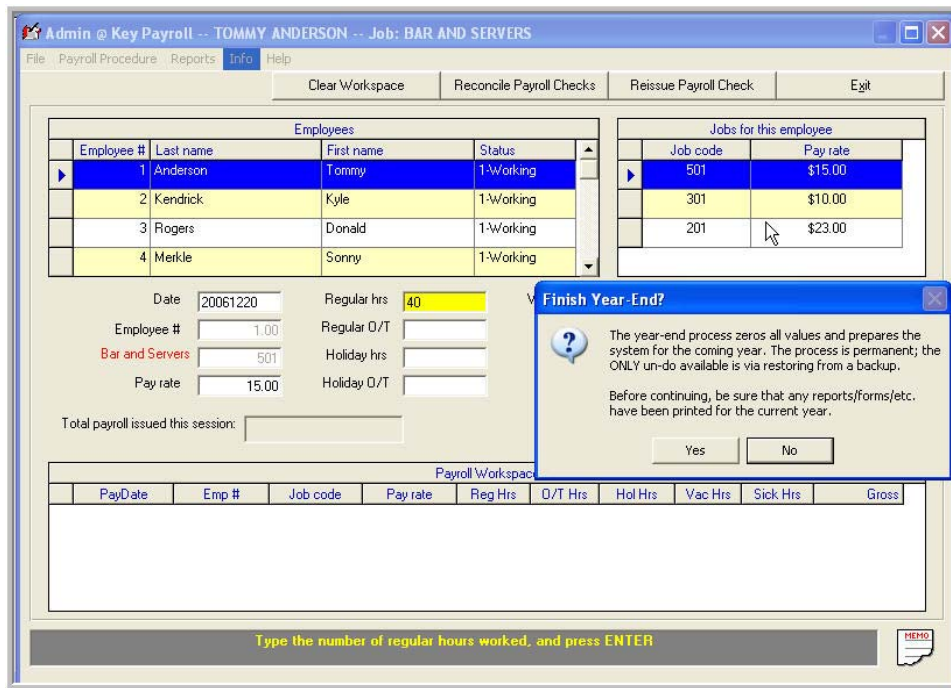 Admin @ Key Payroll -- TOMMY ANDERSON -- Job: BAR AND SERVERS
File Payroll Procedure Reports Info Help
Clear Workspace Reconcile Payroll Checks Reissue Payroll Check Exit
Employees
Employee # Last name First name Status
1 Anderson Tommy 1-Working
2 Kendrick Kyle 1-Working
3 Rogers Donald 1-Working
4 Merkle Sonny 1-Working
Jobs for this employee
Job code Pay rate
501 $15.00
301 $10.00
201 $23.00
Date 20061220 Regular hrs 40
Employee # 1.00 Regular O/T
Bar and Servers 501 Holiday hrs
Pay rate 15.00 Holiday O/T
Total payroll issued this session:
Finish Year-End?
The year-end process zeros all values and prepares the
system for the coming year. The process is permanent; the
ONLY un-do available is via restoring from a backup.
Before continuing, be sure that any reports/forms/etc.
have been printed for the current year.
Yes No
Payroll Workspac
PayDate Emp # Job code Pay rate Reg Hrs O/T Hrs Hol Hrs Vac Hrs Sick Hrs Gross
Type the number of regular hours worked, and press ENTER
MEMO